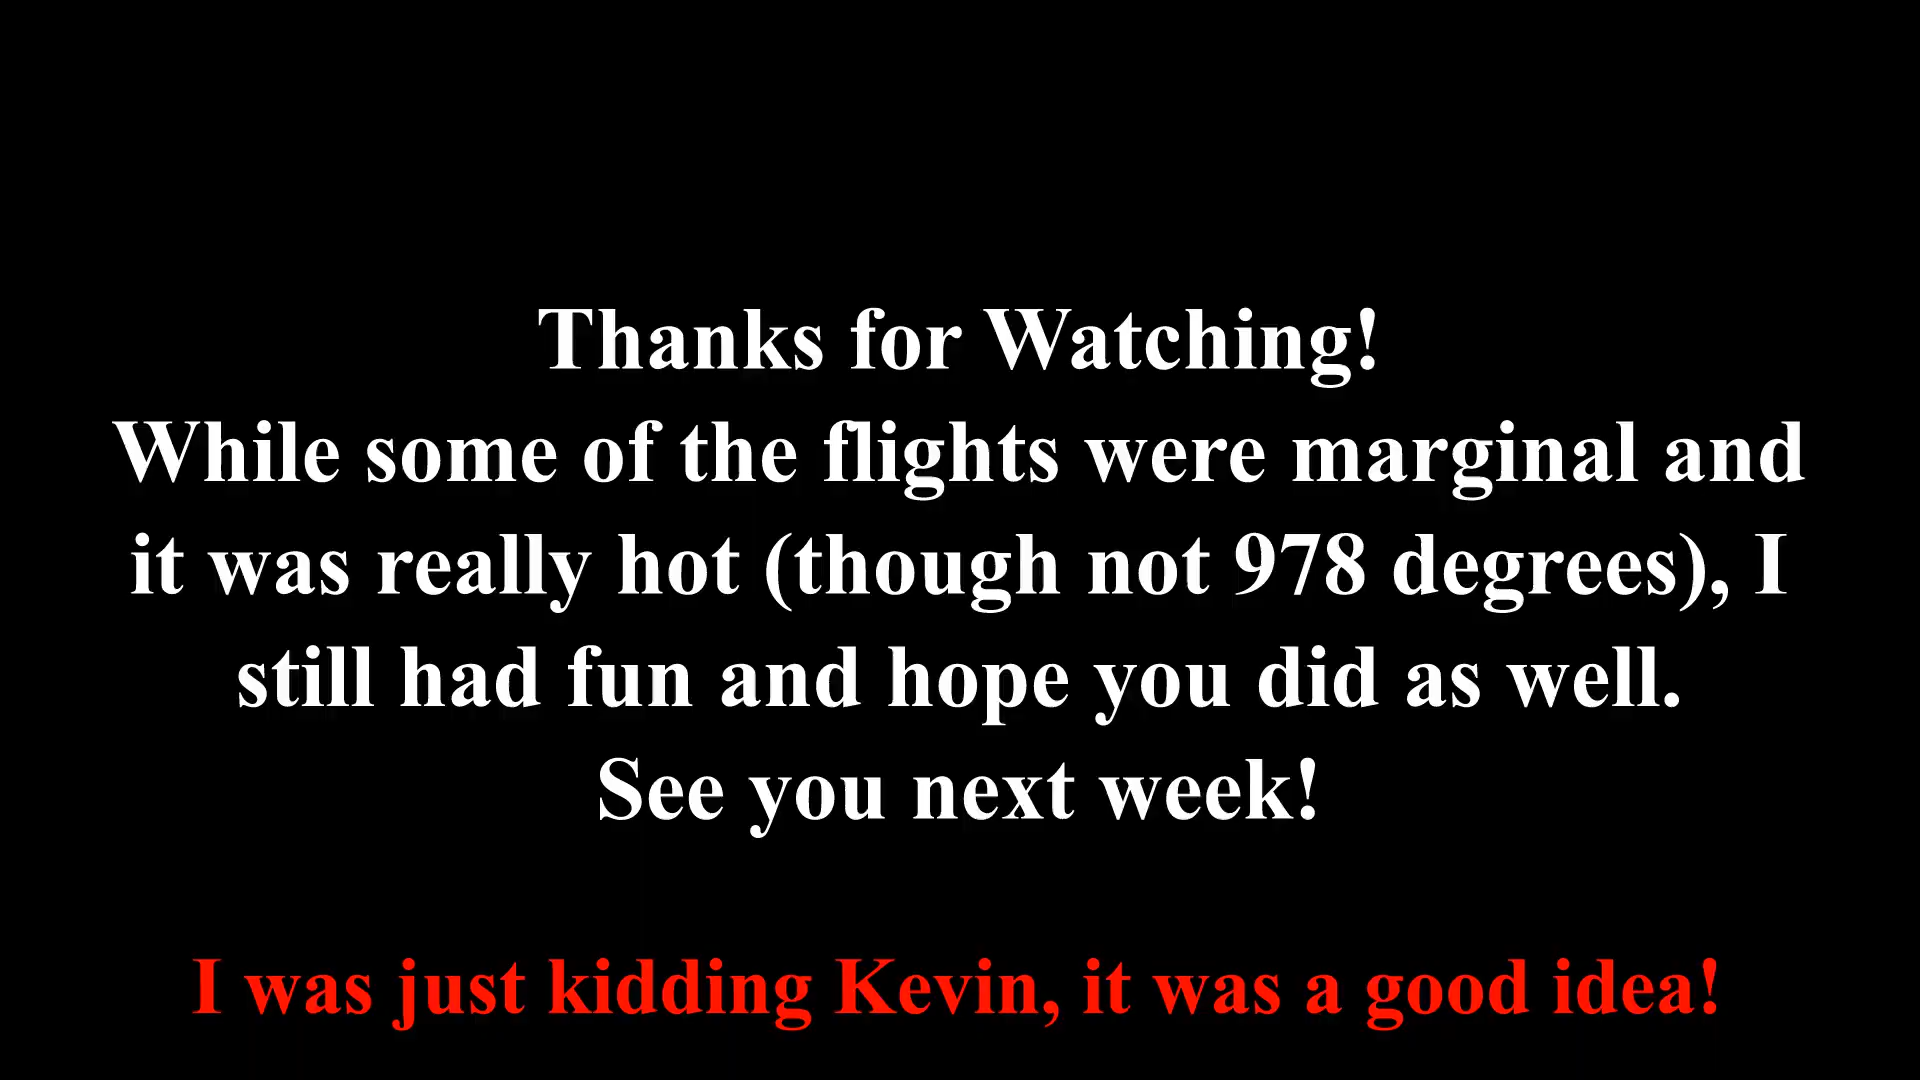 Thanks for Watching!
While some of the flights were marginal and
it was really hot (though not 978 degrees), I
still had fun and hope you did as well.
See you next week!
I was just kidding Kevin, it was a good idea!